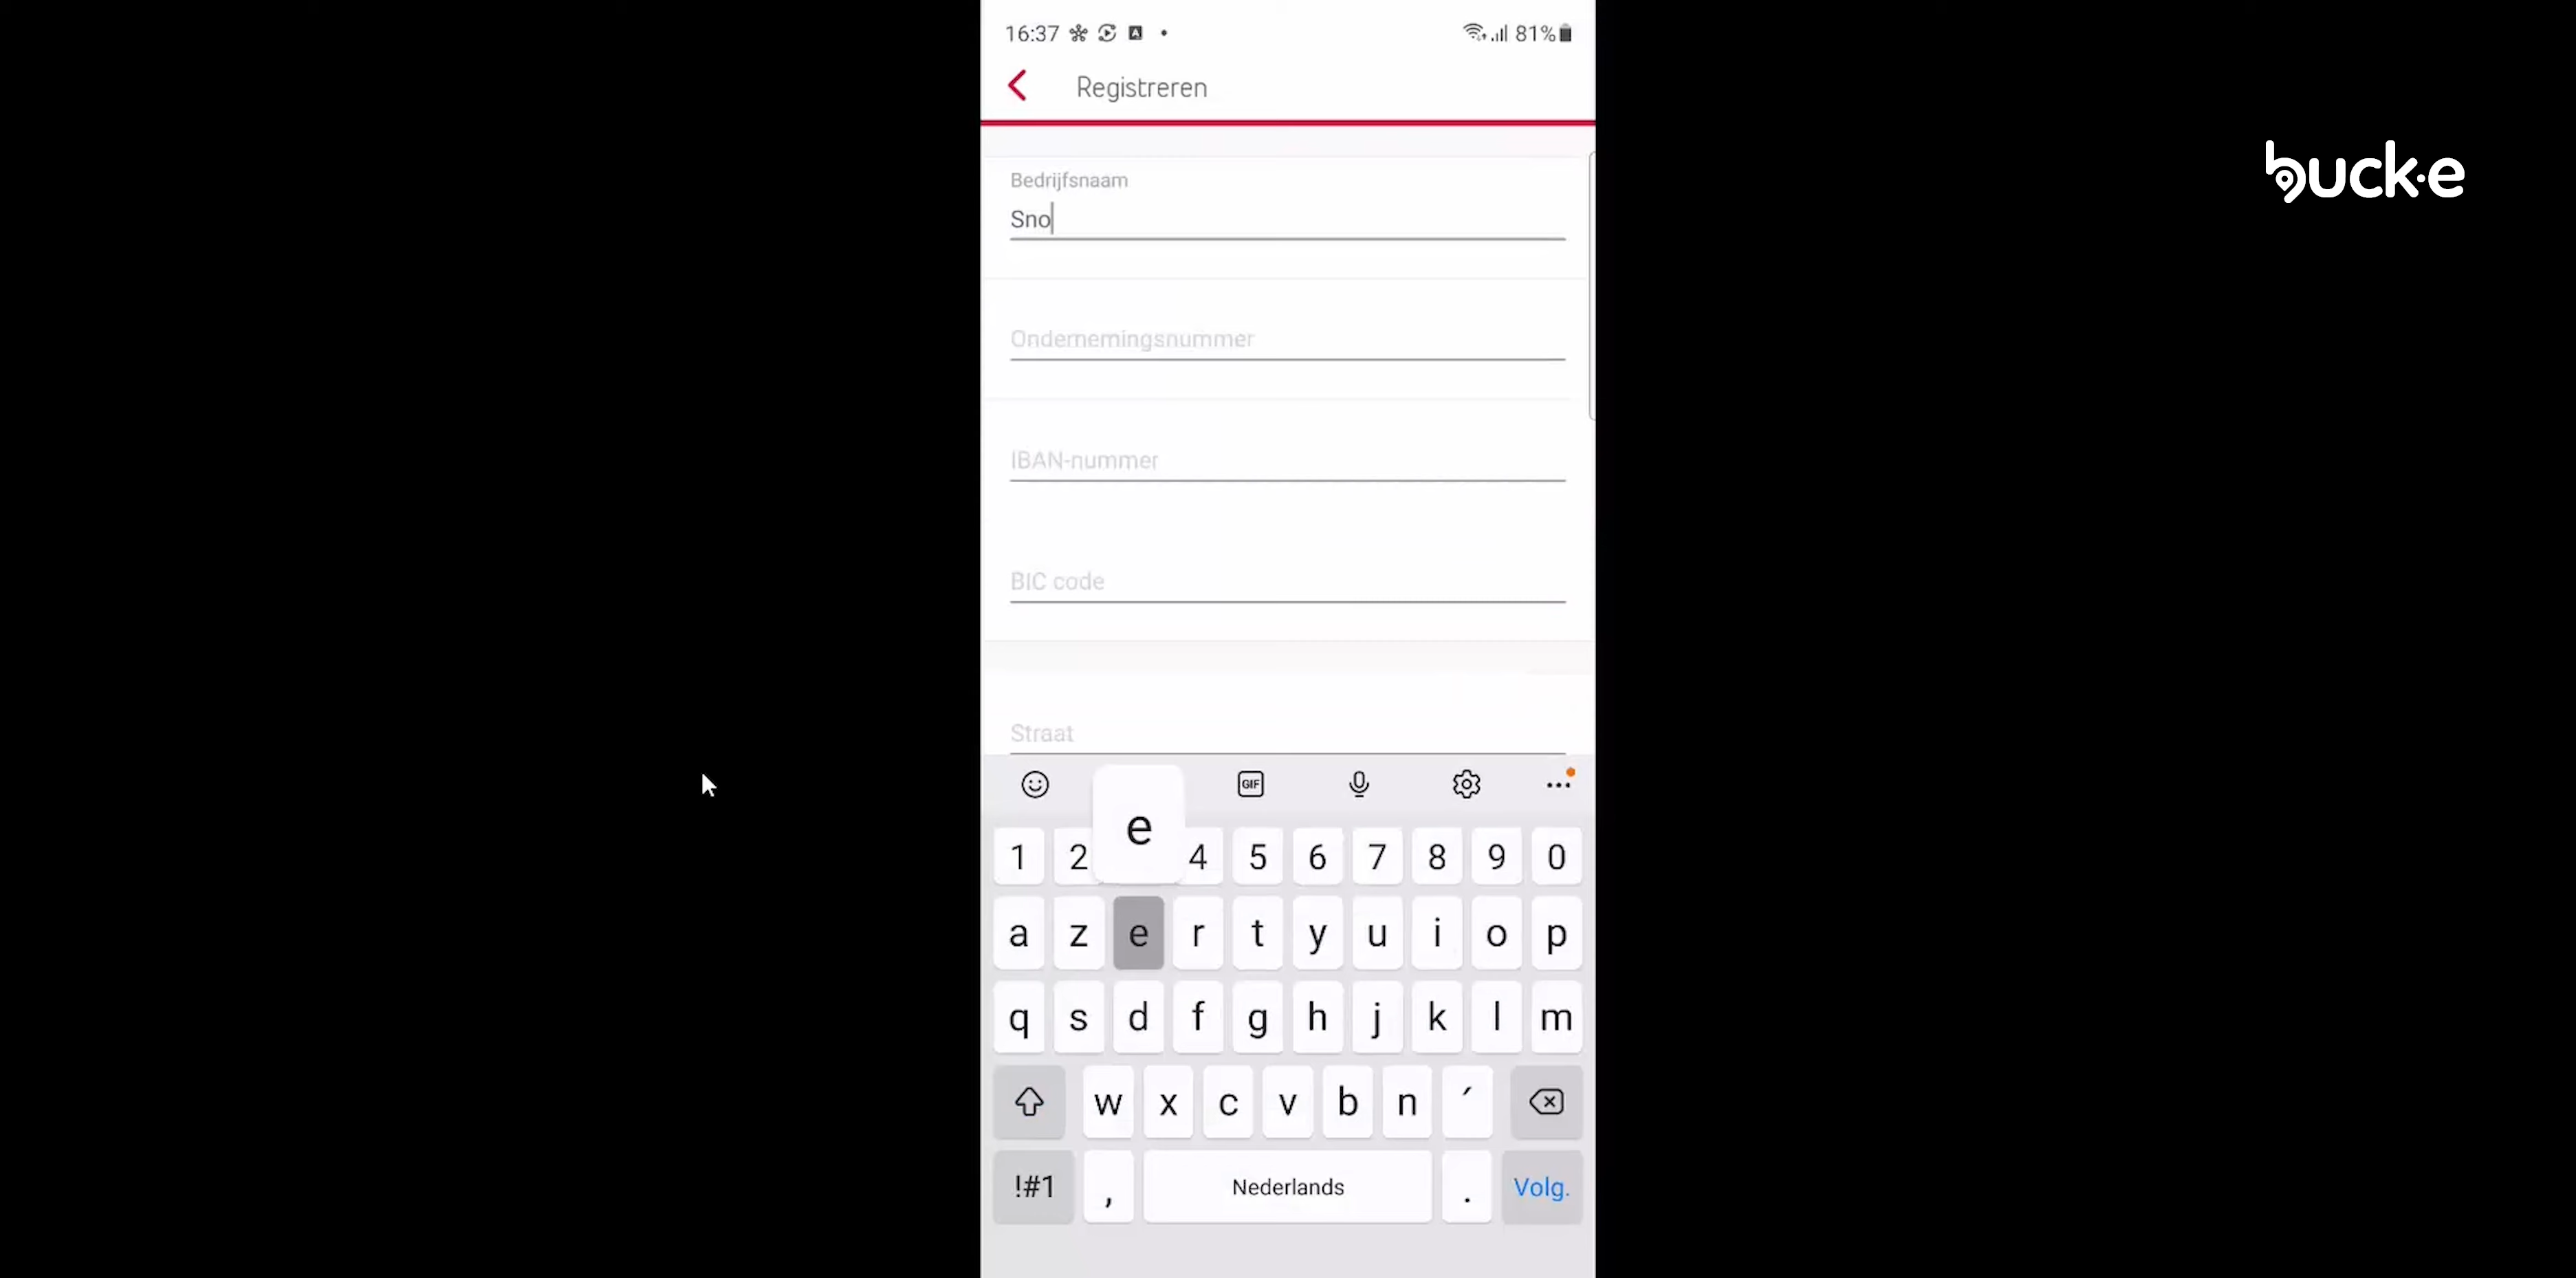 16:37
81%
Registreren
buck·e
Bedrijfsnaam
Sno
Ondernemingsnummer
IBAN-nummer
BIC code
Straat
GIF
e
1 2 4 5 6 7 8 9 0
a z e r t y u i o p
q s d f g h j k l m
w x c v b n ´
!#1 , Nederlands . Volg.